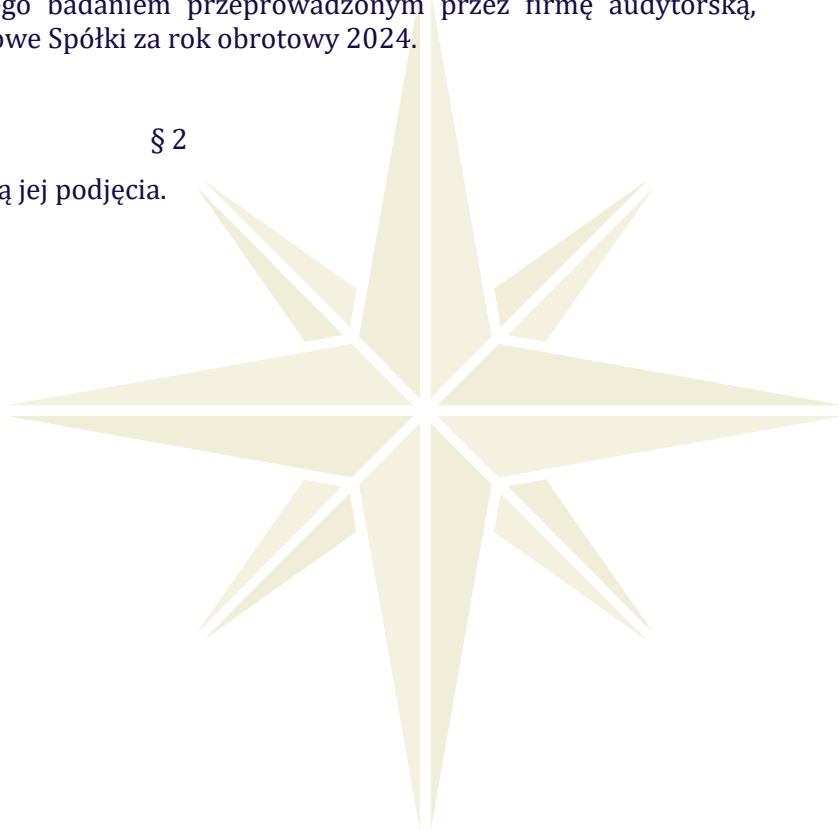 go badaniem przeprowadzonym przez firmę audytorską,
owe Spółki za rok obrotowy 2024.
§ 2
ą jej podjęcia.